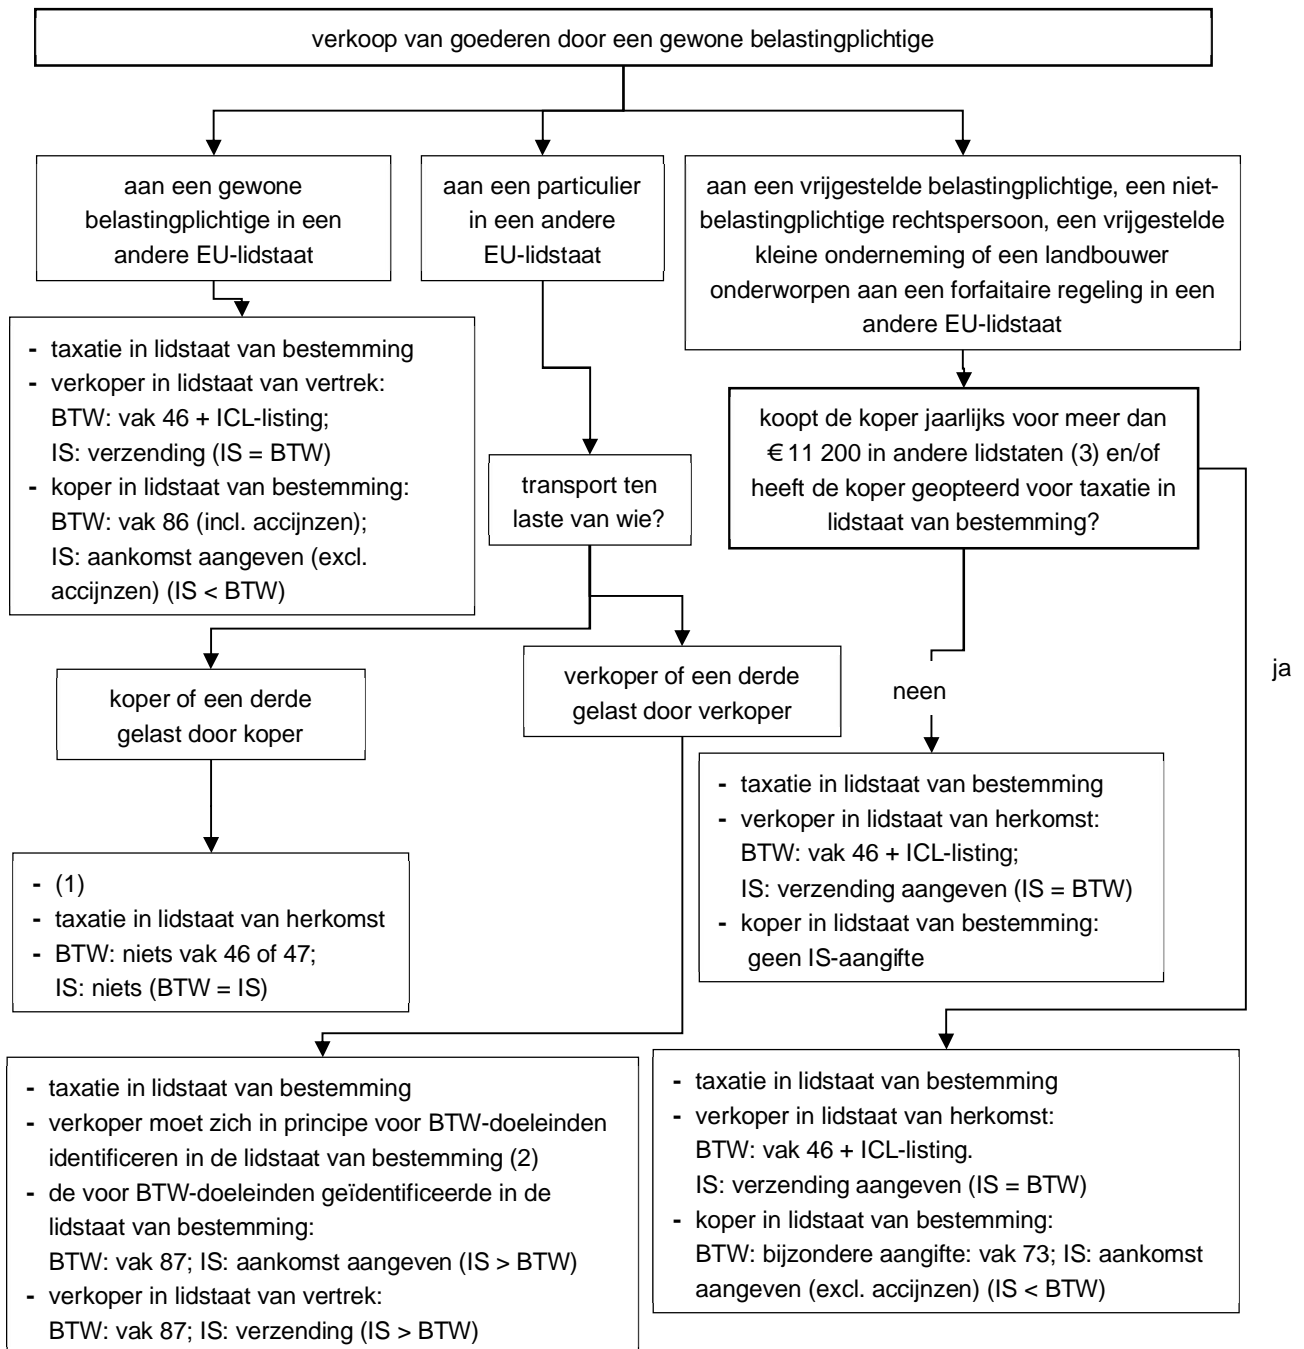 verkoop van goederen door een gewone belastingplichtige
aan een gewone
belastingplichtige in een
andere EU-lidstaat
aan een particulier
in een andere
EU-lidstaat
aan een vrijgestelde belastingplichtige, een niet-
belastingplichtige rechtspersoon, een vrijgestelde
kleine onderneming of een landbouwer
onderworpen aan een forfaitaire regeling in een
andere EU-lidstaat
- taxatie in lidstaat van bestemming
- verkoper in lidstaat van vertrek:
BTW: vak 46 + ICL-listing;
IS: verzending (IS = BTW)
- koper in lidstaat van bestemming:
BTW: vak 86 (incl. accijnzen);
IS: aankomst aangeven (excl.
accijnzen) (IS < BTW)
transport ten
laste van wie?
koopt de koper jaarlijks voor meer dan
€ 11 200 in andere lidstaten (3) en/of
heeft de koper geopteerd voor taxatie in
lidstaat van bestemming?
koper of een derde
gelast door koper
verkoper of een derde
gelast door verkoper
neen
ja
- (1)
- taxatie in lidstaat van herkomst
- BTW: niets vak 46 of 47;
IS: niets (BTW = IS)
- taxatie in lidstaat van bestemming
- verkoper in lidstaat van herkomst:
BTW: vak 46 + ICL-listing;
IS: verzending aangeven (IS = BTW)
- koper in lidstaat van bestemming:
geen IS-aangifte
- taxatie in lidstaat van bestemming
- verkoper moet zich in principe voor BTW-doeleinden
identificeren in de lidstaat van bestemming (2)
- de voor BTW-doeleinden geïdentificeerde in de
lidstaat van bestemming:
BTW: vak 87; IS: aankomst aangeven (IS > BTW)
- verkoper in lidstaat van vertrek:
BTW: vak 87; IS: verzending (IS > BTW)
- taxatie in lidstaat van bestemming
- verkoper in lidstaat van herkomst:
BTW: vak 46 + ICL-listing.
IS: verzending aangeven (IS = BTW)
- koper in lidstaat van bestemming:
BTW: bijzondere aangifte: vak 73; IS: aankomst
aangeven (excl. accijnzen) (IS < BTW)